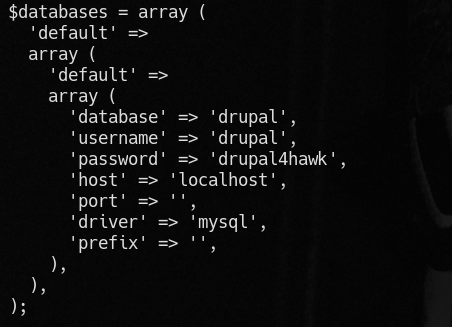 $databases = array (
  'default' =>
  array (
    'default' =>
    array (
      'database' => 'drupal',
      'username' => 'drupal',
      'password' => 'drupal4hawk',
      'host' => 'localhost',
      'port' => '',
      'driver' => 'mysql',
      'prefix' => '',
    ),
  ),
);